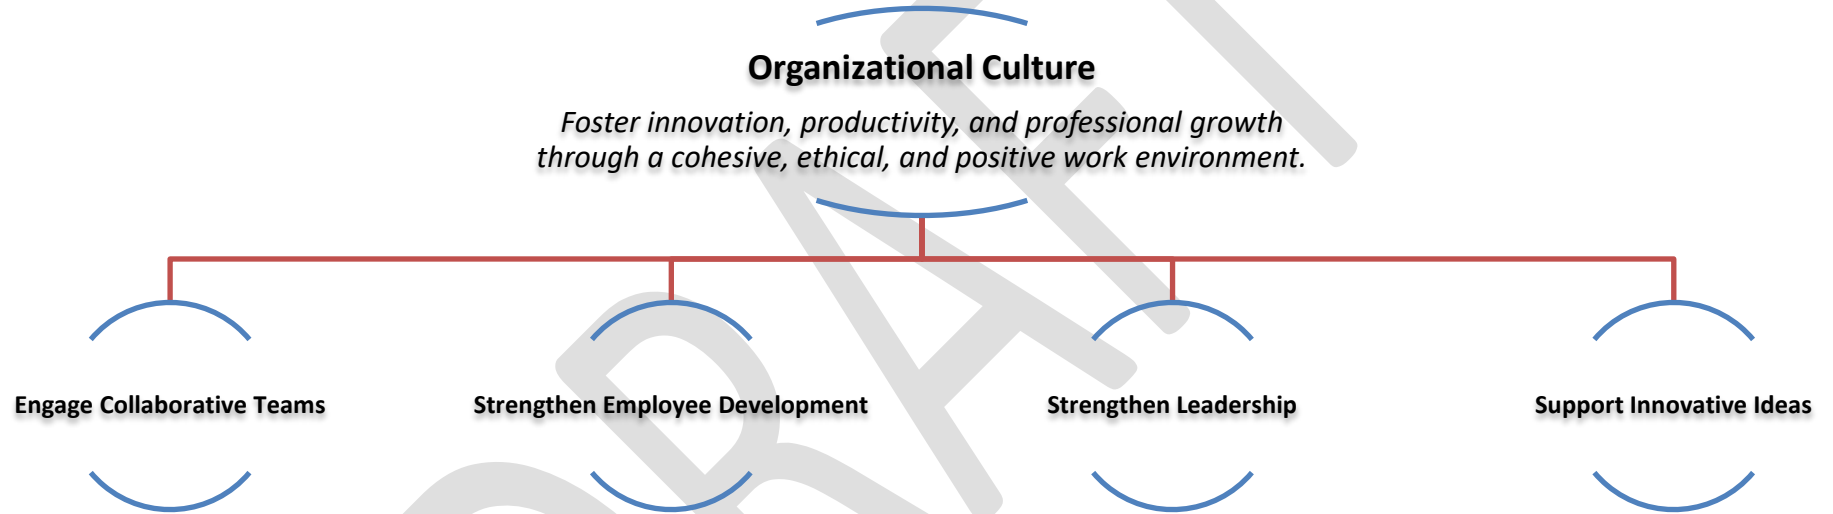 Organizational Culture
Foster innovation, productivity, and professional growth
through a cohesive, ethical, and positive work environment.
Engage Collaborative Teams
Strengthen Employee Development
Strengthen Leadership
Support Innovative Ideas
DRAFT